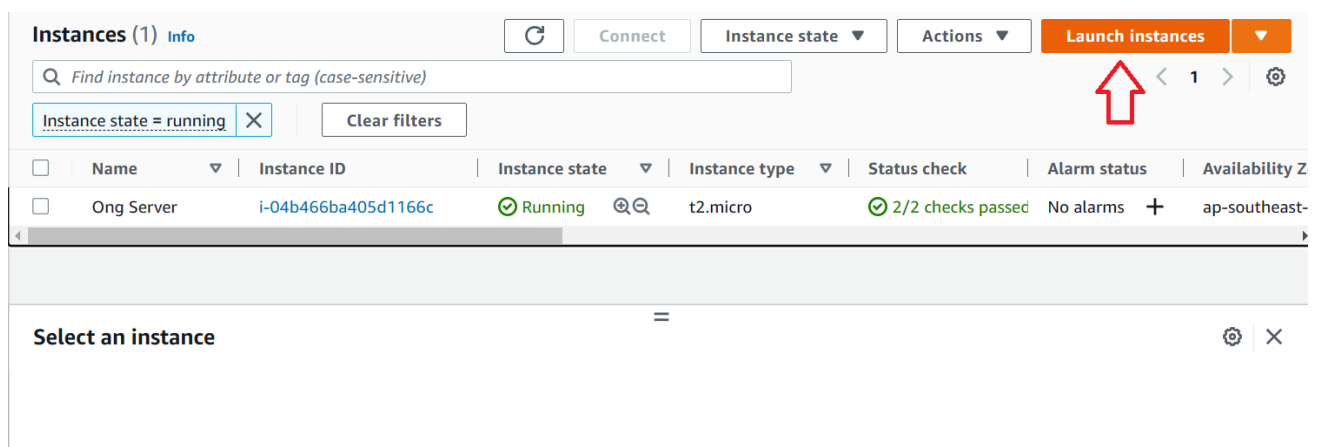 Instances (1) Info Connect Instance state Actions Launch instances
Find instance by attribute or tag (case-sensitive) 1
Instance state = running Clear filters
Name Instance ID Instance state Instance type Status check Alarm status Availability Z
Ong Server i-04b466ba405d1166c Running t2.micro 2/2 checks passed No alarms ap-southeast-
Select an instance